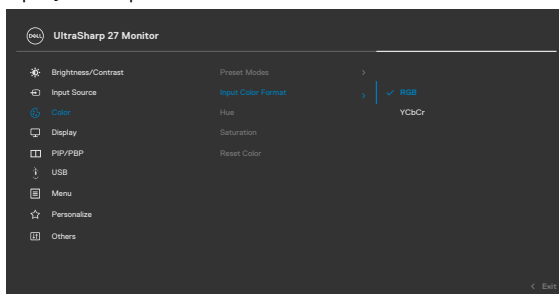 DELL
UltraSharp 27 Monitor
Brightness/Contrast
Preset Modes
Input Source
Input Color Format
RGB
Color
Hue
YCbCr
Display
Saturation
PIP/PBP
Reset Color
USB
Menu
Personalize
Others
Exit